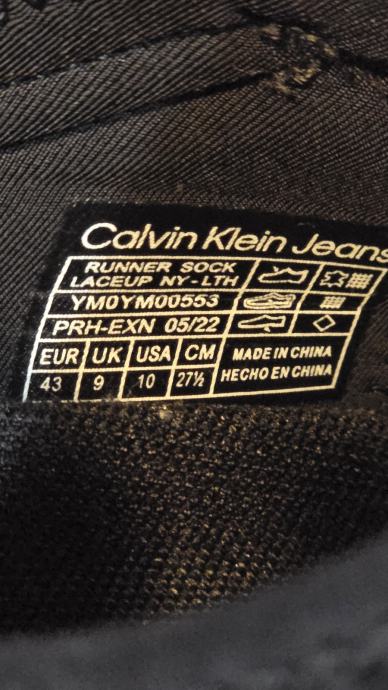 Calvin Klein Jeans
RUNNER SOCK
LACEUP NY-LTH
YM0YM00553
PRH-EXN 05/22
EUR UK USA CM
43 9 10 27½
MADE IN CHINA
HECHO EN CHINA